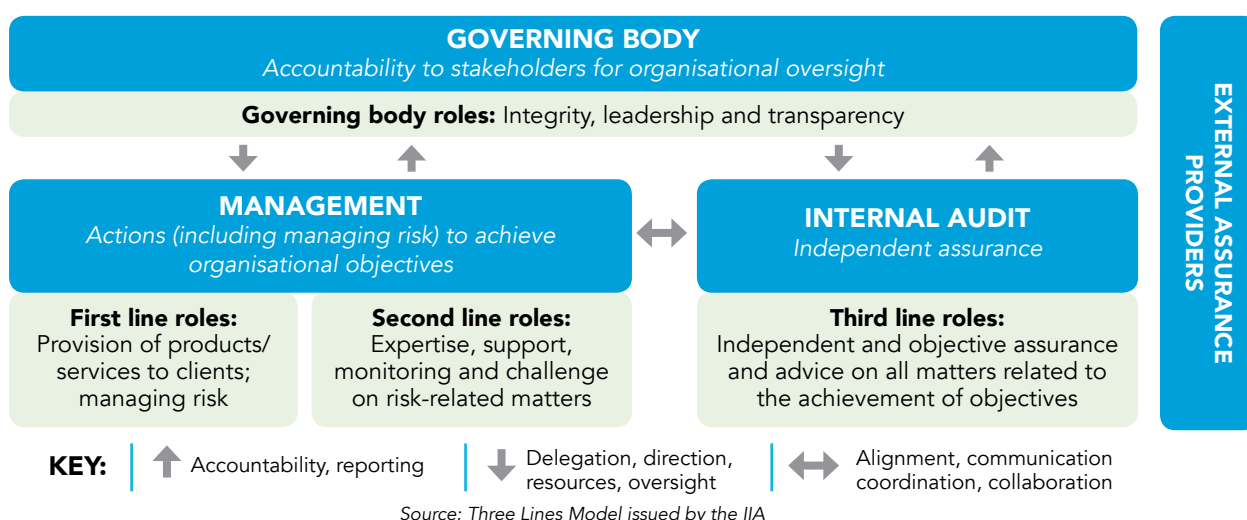 GOVERNING BODY
Accountability to stakeholders for organisational oversight
Governing body roles: Integrity, leadership and transparency
MANAGEMENT
Actions (including managing risk) to achieve
organisational objectives
INTERNAL AUDIT
Independent assurance
First line roles:
Provision of products/
services to clients;
managing risk
Second line roles:
Expertise, support,
monitoring and challenge
on risk-related matters
Third line roles:
Independent and objective assurance
and advice on all matters related to
the achievement of objectives
EXTERNAL ASSURANCE
PROVIDERS
KEY:
Accountability, reporting
Delegation, direction,
resources, oversight
Alignment, communication
coordination, collaboration
Source: Three Lines Model issued by the IIA